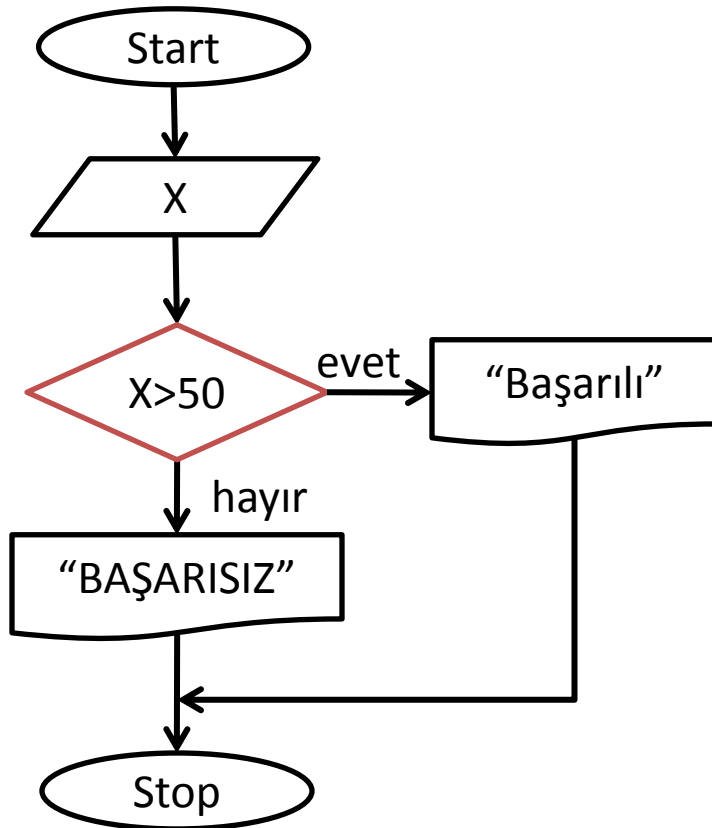 Start
X
X>50
evet
“Başarılı”
hayır
“BAŞARISIZ”
Stop